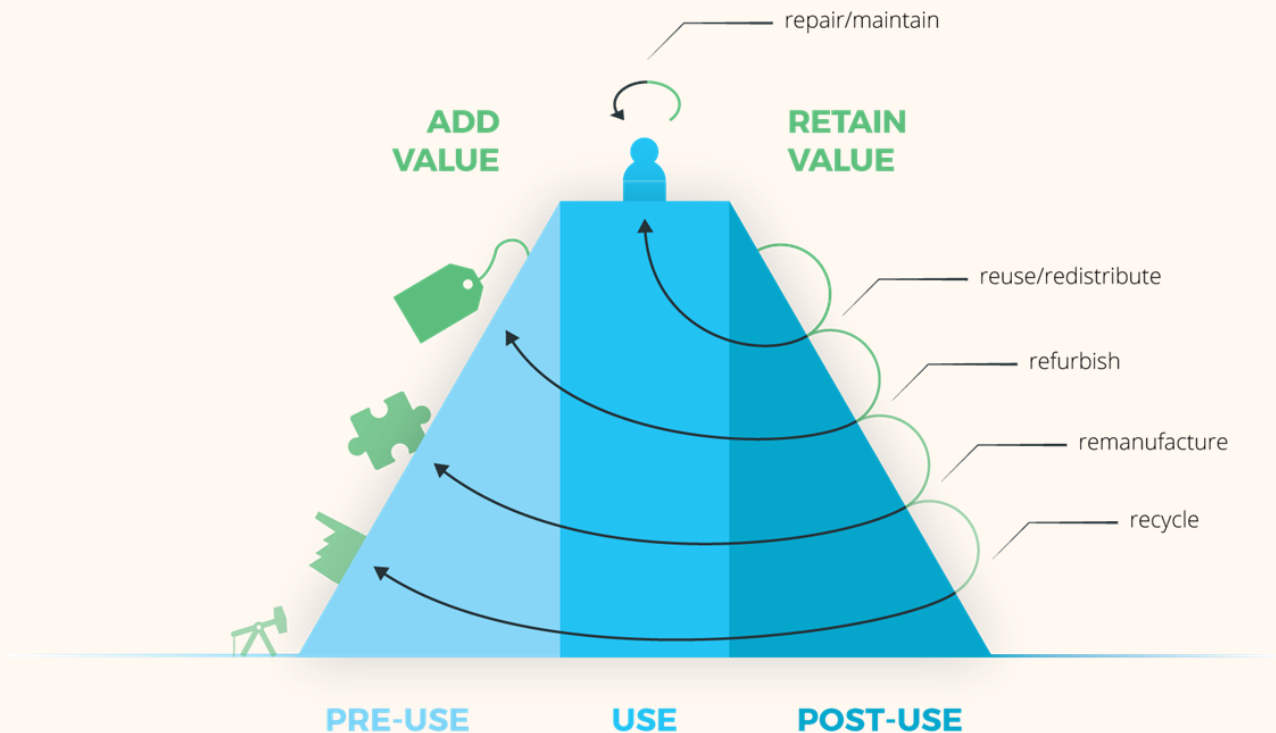 repair/maintain
ADD
VALUE
RETAIN
VALUE
reuse/redistribute
refurbish
remanufacture
recycle
PRE-USE
USE
POST-USE